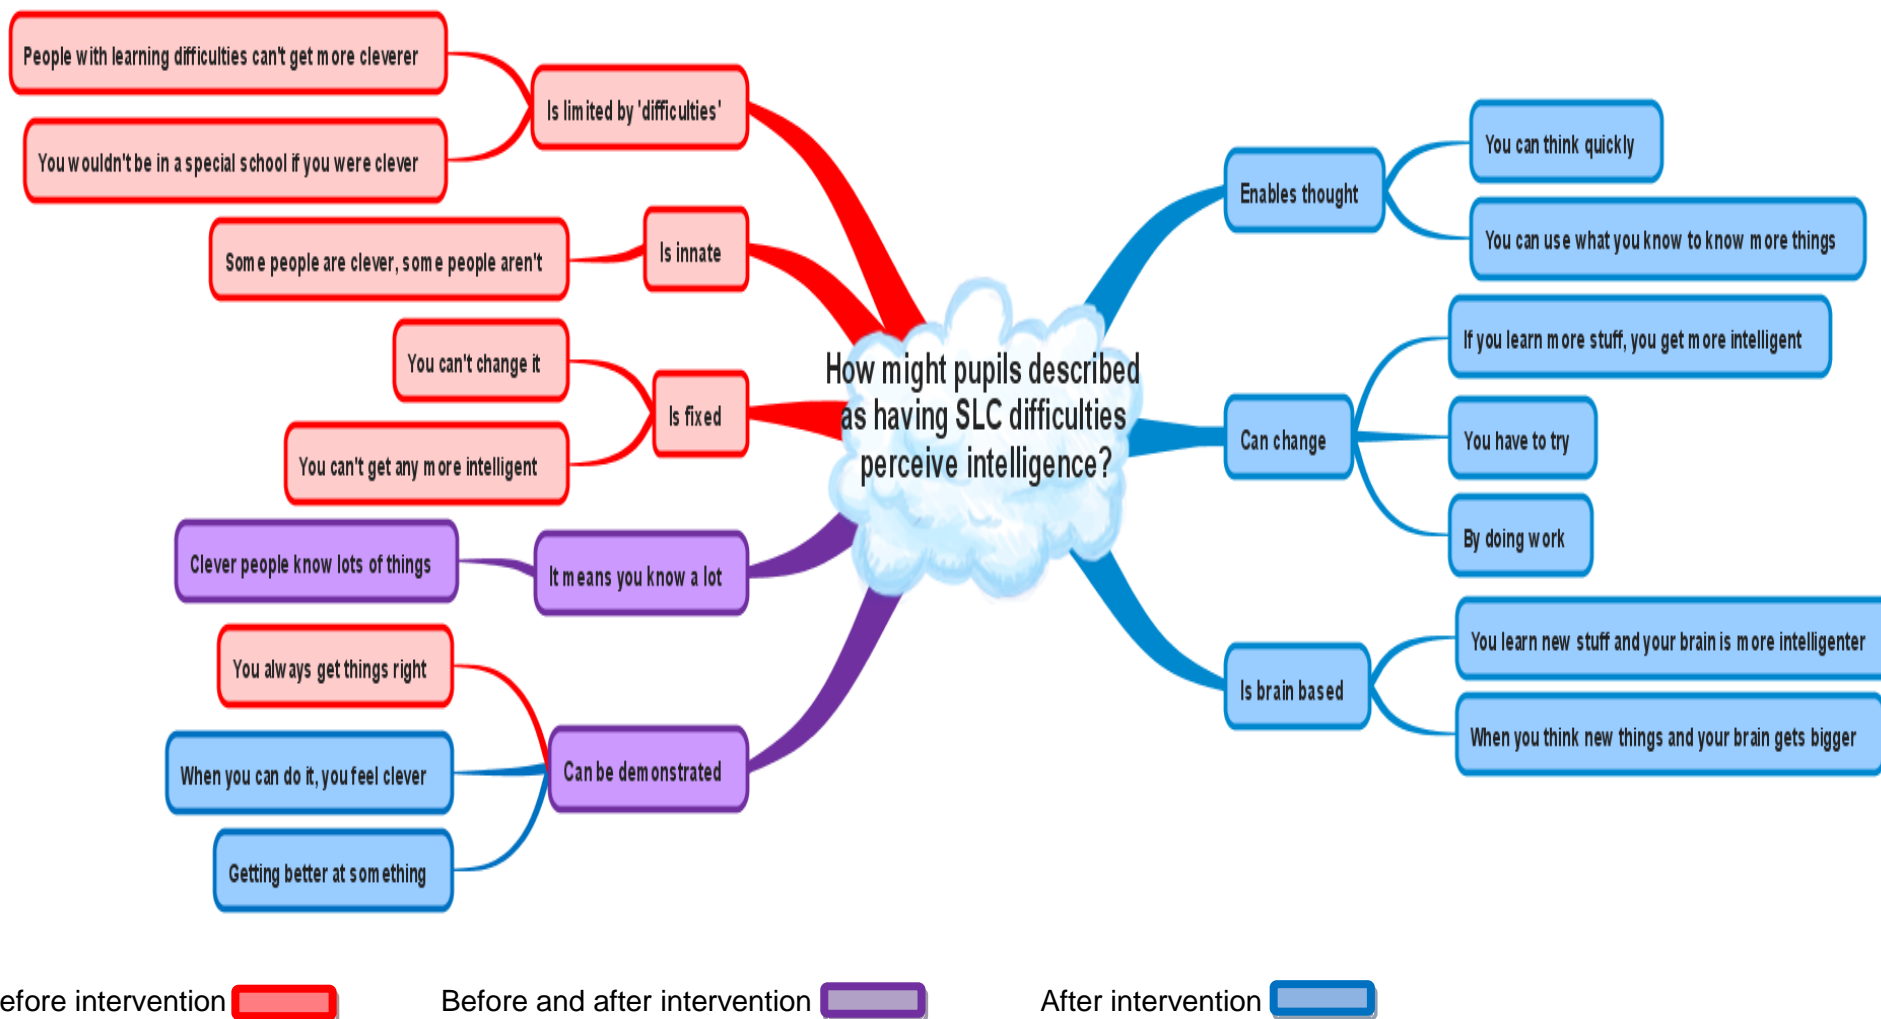 People with learning difficulties can't get more cleverer
You wouldn't be in a special school if you were clever
Is limited by 'difficulties'
Some people are clever, some people aren't
Is innate
You can't change it
You can't get any more intelligent
Is fixed
Clever people know lots of things
It means you know a lot
You always get things right
When you can do it, you feel clever
Getting better at something
Can be demonstrated
How might pupils described
as having SLC difficulties
perceive intelligence?
Enables thought
You can think quickly
You can use what you know to know more things
Can change
If you learn more stuff, you get more intelligent
You have to try
By doing work
Is brain based
You learn new stuff and your brain is more intelligenter
When you think new things and your brain gets bigger
efore intervention
Before and after intervention
After intervention